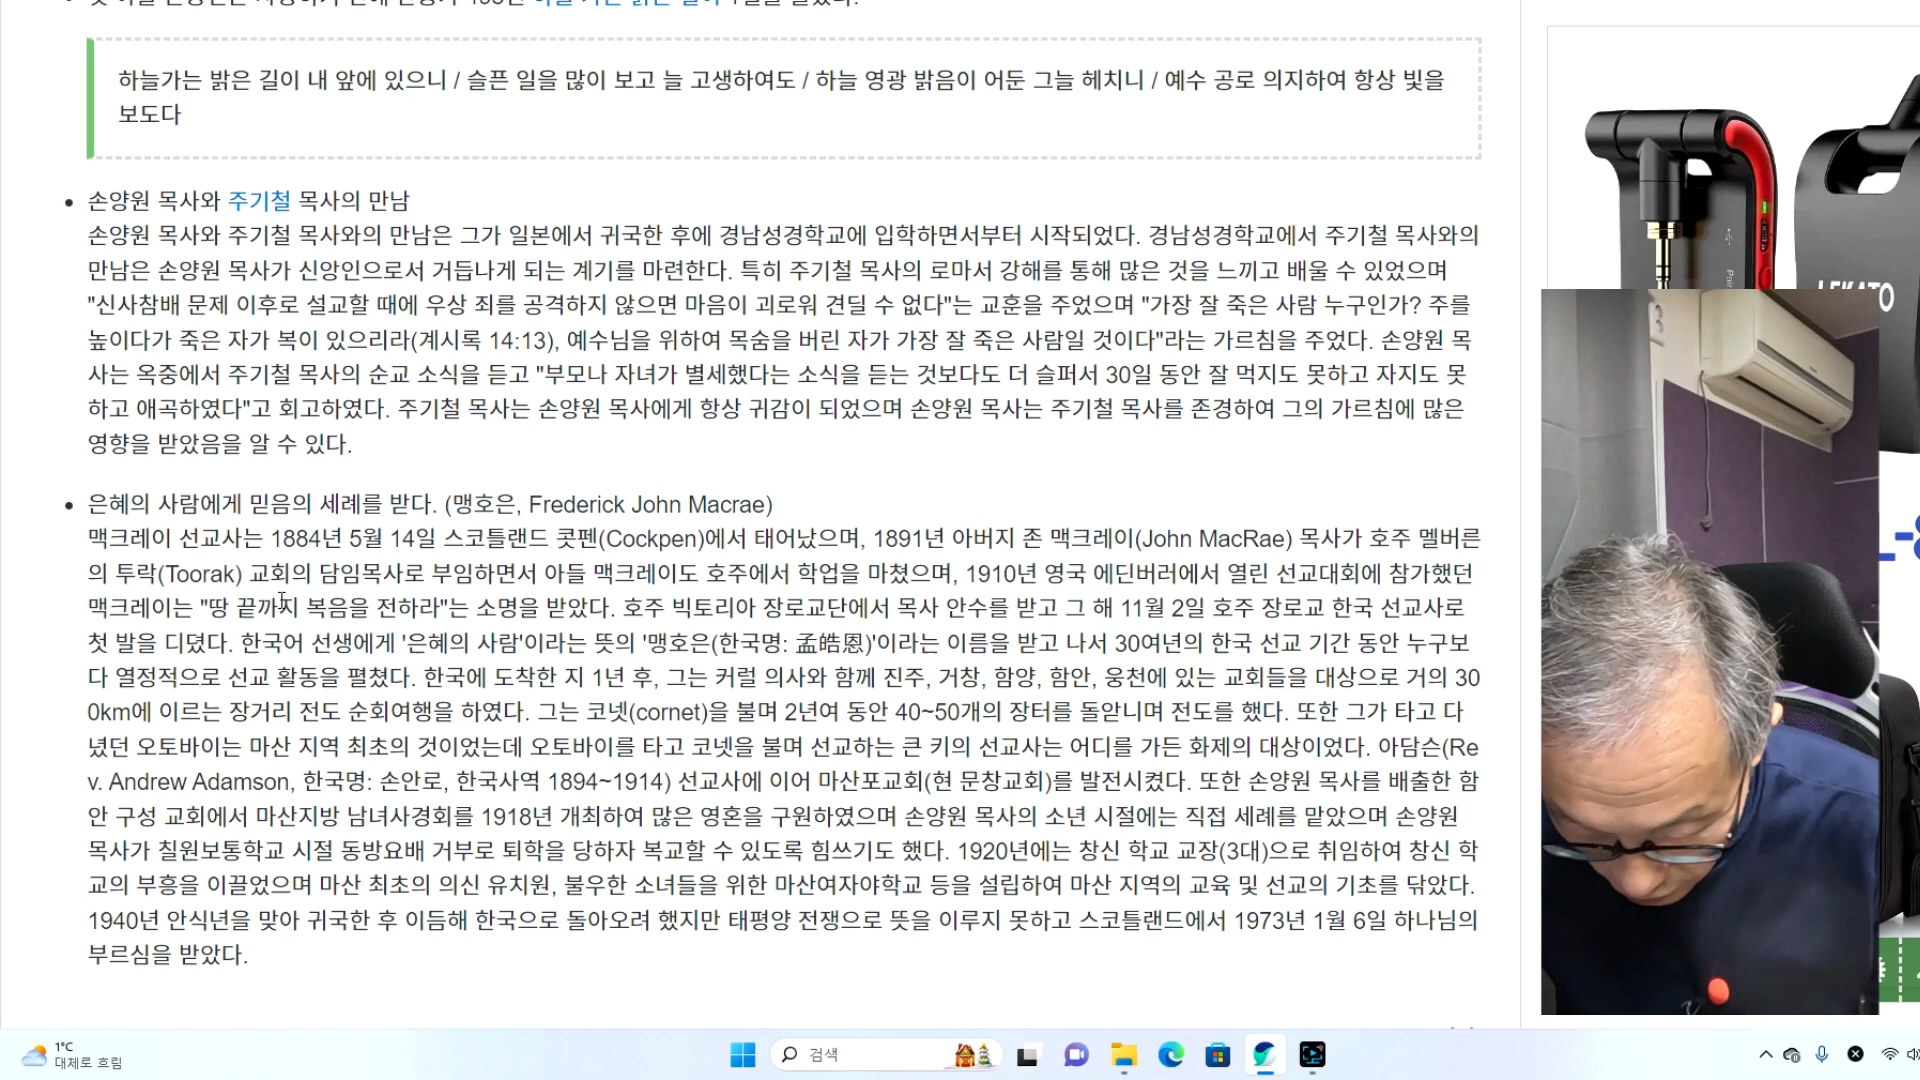 하늘가는 밝은 길이 내 앞에 있으니 / 슬픈 일을 많이 보고 늘 고생하여도 / 하늘 영광 밝음이 어둔 그늘 헤치니 / 예수 공로 의지하여 항상 빛을
보도다
손양원 목사와 주기철 목사의 만남
손양원 목사와 주기철 목사와의 만남은 그가 일본에서 귀국한 후에 경남성경학교에 입학하면서부터 시작되었다. 경남성경학교에서 주기철 목사와의
만남은 손양원 목사가 신앙인으로서 거듭나게 되는 계기를 마련한다. 특히 주기철 목사의 로마서 강해를 통해 많은 것을 느끼고 배울 수 있었으며
"신사참배 문제 이후로 설교할 때에 우상 죄를 공격하지 않으면 마음이 괴로워 견딜 수 없다"는 교훈을 주었으며 "가장 잘 죽은 사람 누구인가? 주를
높이다가 죽은 자가 복이 있으리라(계시록 14:13), 예수님을 위하여 목숨을 버린 자가 가장 잘 죽은 사람일 것이다"라는 가르침을 주었다. 손양원 목
사는 옥중에서 주기철 목사의 순교 소식을 듣고 "부모나 자녀가 별세했다는 소식을 듣는 것보다도 더 슬퍼서 30일 동안 잘 먹지도 못하고 자지도 못
하고 애곡하였다"고 회고하였다. 주기철 목사는 손양원 목사에게 항상 귀감이 되었으며 손양원 목사는 주기철 목사를 존경하여 그의 가르침에 많은
영향을 받았음을 알 수 있다.
은혜의 사람에게 믿음의 세례를 받다. (맹호은, Frederick John Macrae)
맥크레이 선교사는 1884년 5월 14일 스코틀랜드 콧펜(Cockpen)에서 태어났으며, 1891년 아버지 존 맥크레이(John MacRae) 목사가 호주 멜버른
의 투락(Toorak) 교회의 담임목사로 부임하면서 아들 맥크레이도 호주에서 학업을 마쳤으며, 1910년 영국 에딘버러에서 열린 선교대회에 참가했던
맥크레이는 "땅 끝까지 복음을 전하라"는 소명을 받았다. 호주 빅토리아 장로교단에서 목사 안수를 받고 그 해 11월 2일 호주 장로교 한국 선교사로
첫 발을 디뎠다. 한국어 선생에게 '은혜의 사람'이라는 뜻의 '맹호은(한국명: 孟皓恩)'이라는 이름을 받고 나서 30여년의 한국 선교 기간 동안 누구보
다 열정적으로 선교 활동을 펼쳤다. 한국에 도착한 지 1년 후, 그는 커럴 의사와 함께 진주, 거창, 함양, 함안, 웅천에 있는 교회들을 대상으로 거의 30
0km에 이르는 장거리 전도 순회여행을 하였다. 그는 코넷(cornet)을 불며 2년여 동안 40~50개의 장터를 돌앋니며 전도를 했다. 또한 그가 타고 다
녔던 오토바이는 마산 지역 최초의 것이었는데 오토바이를 타고 코넷을 불며 선교하는 큰 키의 선교사는 어디를 가든 화제의 대상이었다. 아담슨(Re
v. Andrew Adamson, 한국명: 손안로, 한국사역 1894~1914) 선교사에 이어 마산포교회(현 문창교회)를 발전시켰다. 또한 손양원 목사를 배출한 함
안 구성 교회에서 마산지방 남녀사경회를 1918년 개최하여 많은 영혼을 구원하였으며 손양원 목사의 소년 시절에는 직접 세례를 맡았으며 손양원
목사가 칠원보통학교 시절 동방요배 거부로 퇴학을 당하자 복교할 수 있도록 힘쓰기도 했다. 1920년에는 창신 학교 교장(3대)으로 취임하여 창신 학
교의 부흥을 이끌었으며 마산 최초의 의신 유치원, 불우한 소녀들을 위한 마산여자야학교 등을 설립하여 마산 지역의 교육 및 선교의 기초를 닦았다.
1940년 안식년을 맞아 귀국한 후 이듬해 한국으로 돌아오려 했지만 태평양 전쟁으로 뜻을 이루지 못하고 스코틀랜드에서 1973년 1월 6일 하나님의
부르심을 받았다.
LEKATO
1°C
대체로 흐림
검색